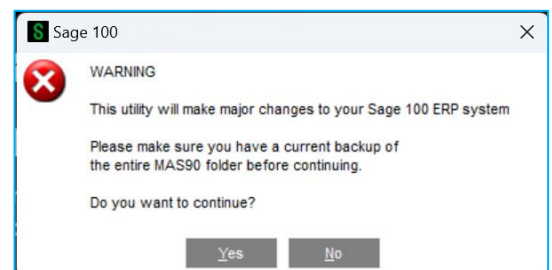 Sage 100
WARNING
This utility will make major changes to your Sage 100 ERP system
Please make sure you have a current backup of
the entire MAS90 folder before continuing.
Do you want to continue?
Yes
No